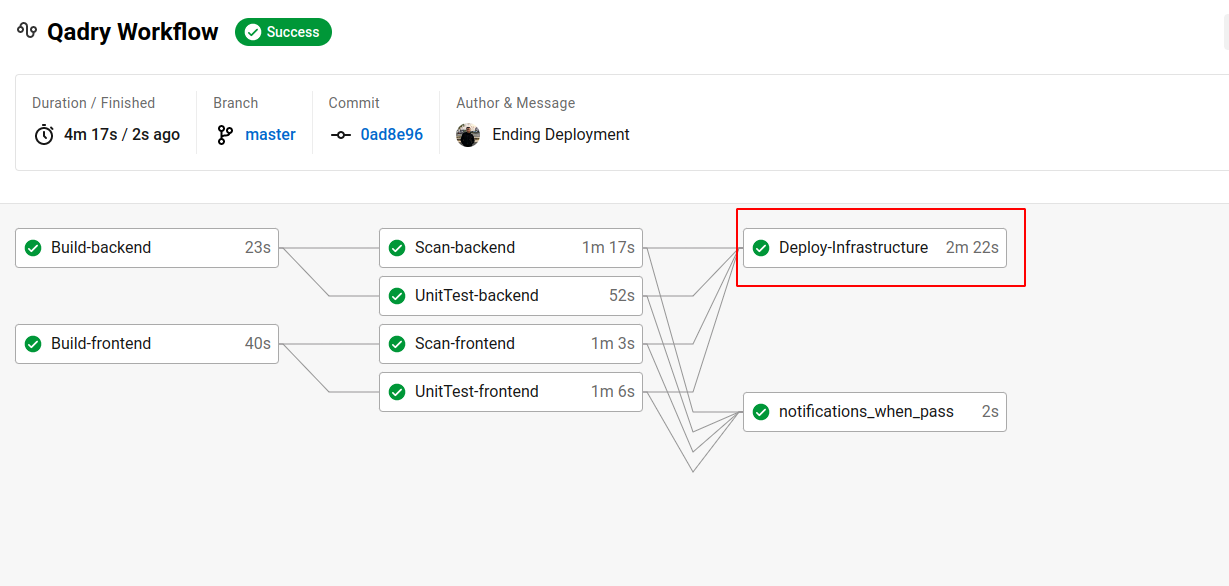 Qadry Workflow Success
Duration / Finished Branch Commit Author & Message
4m 17s / 2s ago master 0ad8e96 Ending Deployment
Build-backend 23s Scan-backend 1m 17s Deploy-Infrastructure 2m 22s
UnitTest-backend 52s
Build-frontend 40s Scan-frontend 1m 3s
UnitTest-frontend 1m 6s
notifications_when_pass 2s